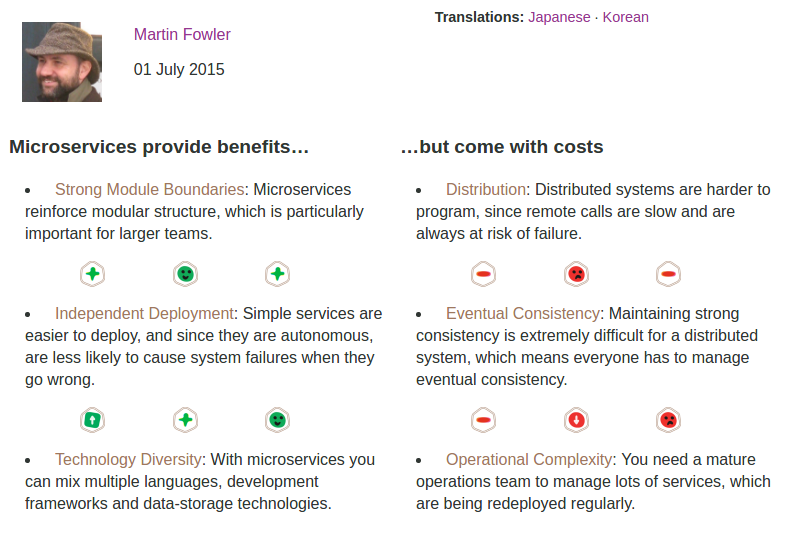 Translations: Japanese · Korean
Martin Fowler
01 July 2015
Microservices provide benefits…
• Strong Module Boundaries: Microservices
reinforce modular structure, which is particularly
important for larger teams.
• Independent Deployment: Simple services are
easier to deploy, and since they are autonomous,
are less likely to cause system failures when they
go wrong.
• Technology Diversity: With microservices you
can mix multiple languages, development
frameworks and data-storage technologies.
…but come with costs
• Distribution: Distributed systems are harder to
program, since remote calls are slow and are
always at risk of failure.
• Eventual Consistency: Maintaining strong
consistency is extremely difficult for a distributed
system, which means everyone has to manage
eventual consistency.
• Operational Complexity: You need a mature
operations team to manage lots of services, which
are being redeployed regularly.